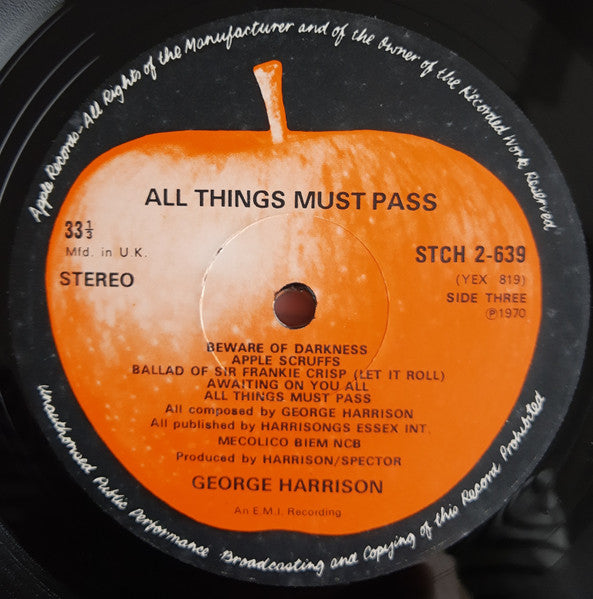 Apple Records-All Rights of the Manufacturer and of the Owner of the Recorded Work Reserved
ALL THINGS MUST PASS
33⅓
Mfd. in U.K.
STEREO
STCH 2-639
(YEX 819)
SIDE THREE
℗1970
BEWARE OF DARKNESS
APPLE SCRUFFS
BALLAD OF SIR FRANKIE CRISP (LET IT ROLL)
AWAITING ON YOU ALL
ALL THINGS MUST PASS
All composed by GEORGE HARRISON
All published by HARRISONGS ESSEX INT.
MECOLICO BIEM NCB
Produced by HARRISON/SPECTOR
GEORGE HARRISON
An E.M.I. Recording
Unauthorised Public Performance Broadcasting and Copying of this Record Prohibited